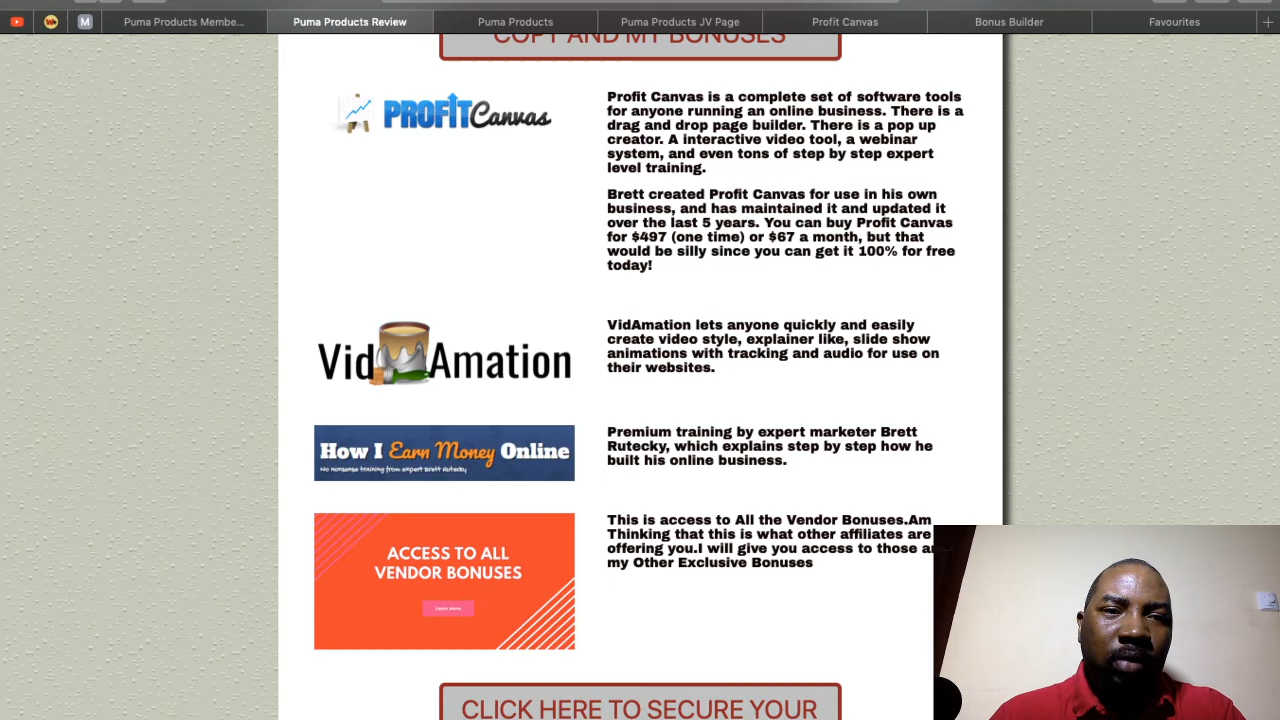 Puma Products Membe...
Puma Products Review
Puma Products
Puma Products JV Page
Profit Canvas
Bonus Builder
Favourites
M
COPY AND MY BONUSES
PROFIT Canvas
Profit Canvas is a complete set of software tools
for anyone running an online business. There is a
drag and drop page builder. There is a pop up
creator. A interactive video tool, a webinar
system, and even tons of step by step expert
level training.
Brett created Profit Canvas for use in his own
business, and has maintained it and updated it
over the last 5 years. You can buy Profit Canvas
for $497 (one time) or $67 a month, but that
would be silly since you can get it 100% for free
today!
VidAmation
VidAmation lets anyone quickly and easily
create video style, explainer like, slide show
animations with tracking and audio for use on
their websites.
How I Earn Money Online
No nonsense training from expert Brett Rutecky
Premium training by expert marketer Brett
Rutecky, which explains step by step how he
built his online business.
ACCESS TO ALL
VENDOR BONUSES
Learn more
This is access to All the Vendor Bonuses.Am
Thinking that this is what other affiliates are
offering you.I will give you access to those
my Other Exclusive Bonuses
CLICK HERE TO SECURE YOUR